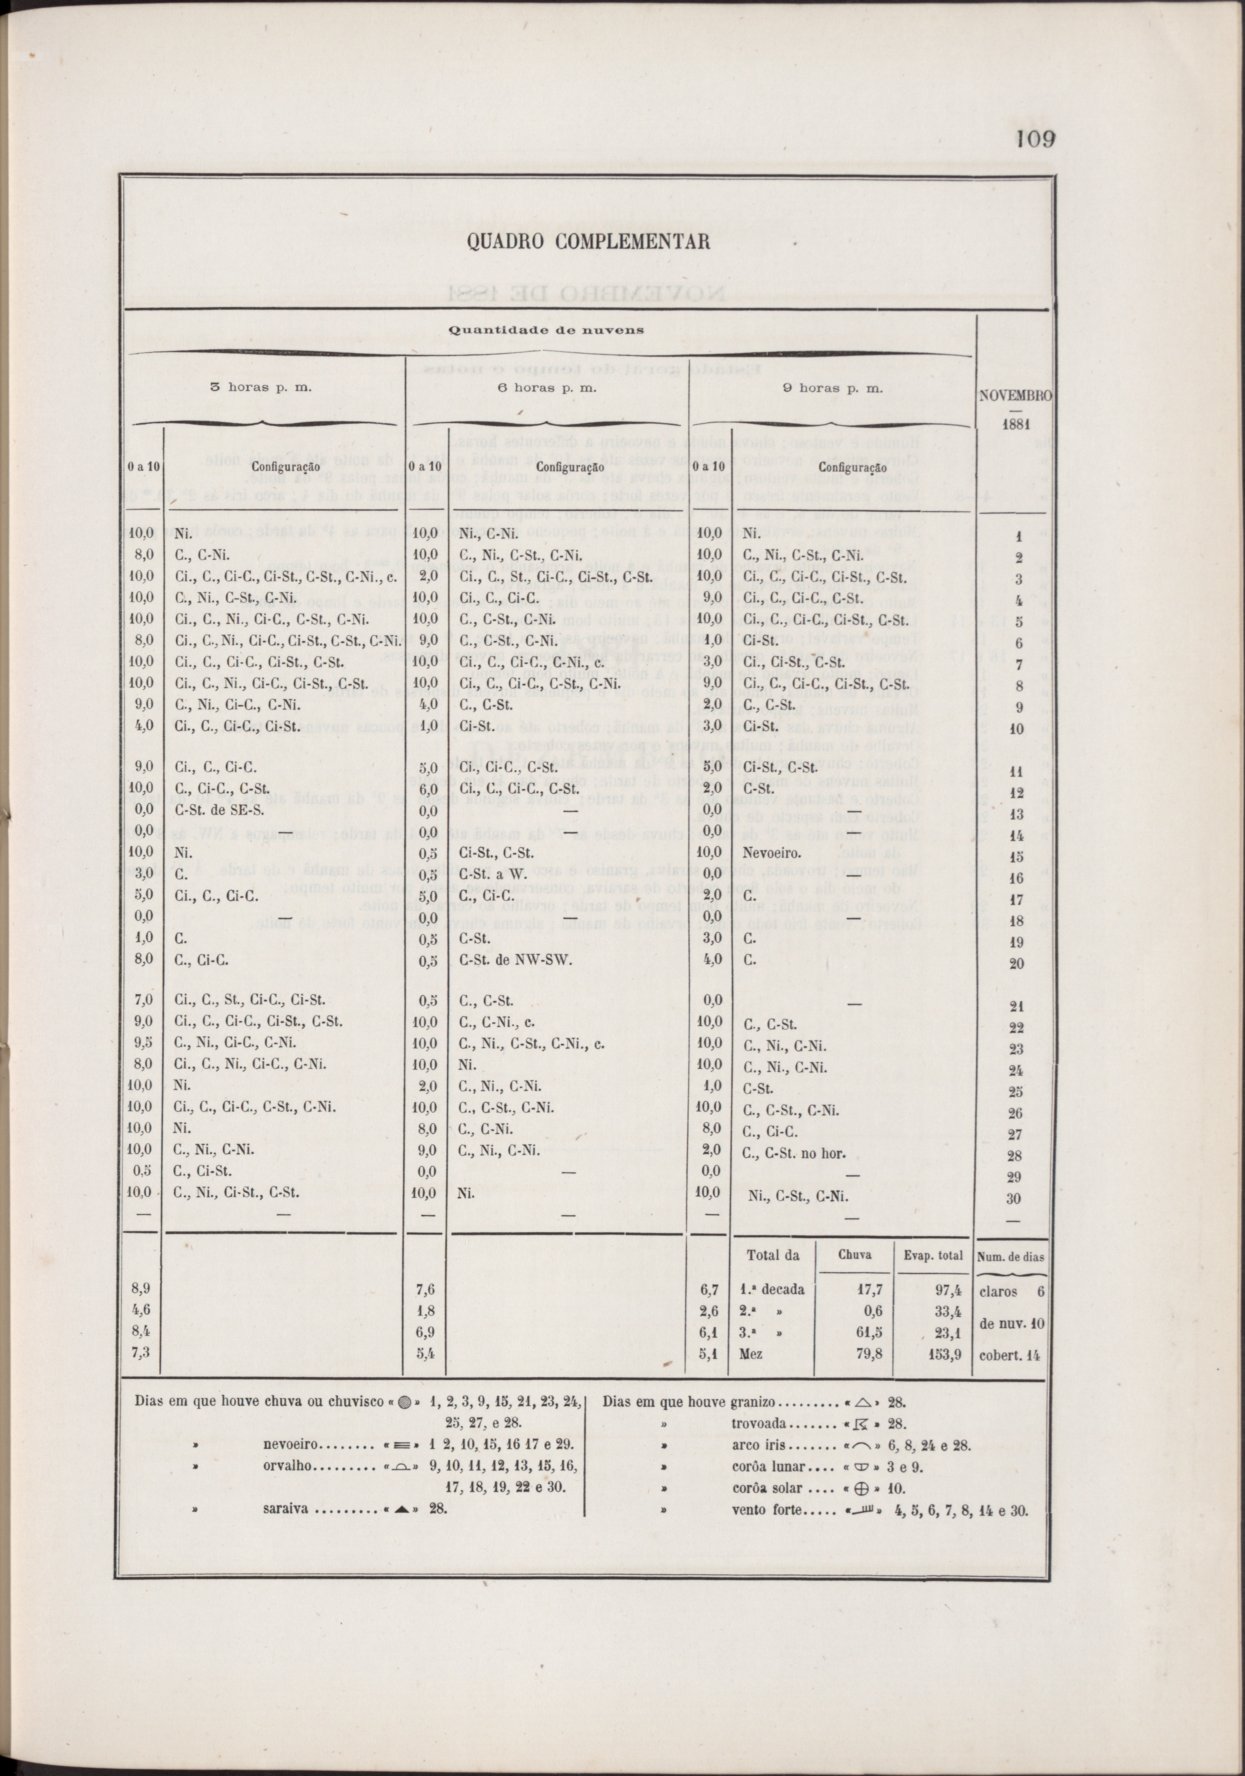 109
QUADRO COMPLEMENTAR
Quantidade de nuvens
3 horas p. m. 6 horas p. m. 9 horas p. m. NOVEMBRO
—
1881
0 a 10 Configuração 0 a 10 Configuração 0 a 10 Configuração
10,0 Ni. 10,0 Ni., C-Ni. 10,0 Ni. 1
8,0 C., C-Ni. 10,0 C., Ni., C-St., C-Ni. 10,0 C., Ni., C-St., C-Ni. 2
10,0 Ci., C., Ci-C., Ci-St., C-St., C-Ni., c. 2,0 Ci., C., St., Ci-C., Ci-St., C-St. 10,0 Ci., C., Ci-C., Ci-St., C-St. 3
10,0 C., Ni., C-St., C-Ni. 10,0 Ci., C., Ci-C. 9,0 Ci., C., Ci-C., C-St. 4
10,0 Ci., C., Ni., Ci-C., C-St., C-Ni. 10,0 C., C-St., C-Ni. 10,0 Ci., C., Ci-C., Ci-St., C-St. 5
8,0 Ci., C., Ni., Ci-C., Ci-St., C-St., C-Ni. 9,0 C., C-St., C-Ni. 1,0 Ci-St. 6
10,0 Ci., C., Ci-C., Ci-St., C-St. 10,0 Ci., C., Ci-C., C-Ni., c. 3,0 Ci., Ci-St., C-St. 7
10,0 Ci., C., Ni., Ci-C., Ci-St., C-St. 10,0 Ci., C., Ci-C., C-St., C-Ni. 9,0 Ci., C., Ci-C., Ci-St., C-St. 8
9,0 C., Ni., Ci-C., C-Ni. 4,0 C., C-St. 2,0 C., C-St. 9
4,0 Ci., C., Ci-C., Ci-St. 1,0 Ci-St. 3,0 Ci-St. 10
9,0 Ci., C., Ci-C. 5,0 Ci., Ci-C., C-St. 5,0 Ci-St., C-St. 11
10,0 C., Ci-C., C-St. 6,0 Ci., C., Ci-C., C-St. 2,0 C-St. 12
0,0 C-St. de SE-S. 0,0 — 0,0 — 13
0,0 — 0,0 — 0,0 — 14
10,0 Ni. 0,5 Ci-St., C-St. 10,0 Nevoeiro. 15
3,0 C. 0,5 C-St. a W. 0,0 — 16
5,0 Ci., C., Ci-C. 5,0 C., Ci-C. 2,0 C. 17
0,0 — 0,0 — 0,0 — 18
1,0 C. 0,5 C-St. 3,0 C. 19
8,0 C., Ci-C. 0,5 C-St. de NW-SW. 4,0 C. 20
7,0 Ci., C., St., Ci-C., Ci-St. 0,5 C., C-St. 0,0 — 21
9,0 Ci., C., Ci-C., Ci-St., C-St. 10,0 C., C-Ni., c. 10,0 C., C-St. 22
9,5 C., Ni., Ci-C., C-Ni. 10,0 C., Ni., C-St., C-Ni., c. 10,0 C., Ni., C-Ni. 23
8,0 Ci., C., Ni., Ci-C., C-Ni. 10,0 Ni. 10,0 C., Ni., C-Ni. 24
10,0 Ni. 2,0 C., Ni., C-Ni. 1,0 C-St. 25
10,0 Ci., C., Ci-C., C-St., C-Ni. 10,0 C., C-St., C-Ni. 10,0 C., C-St., C-Ni. 26
10,0 Ni. 8,0 C., C-Ni. 8,0 C., Ci-C. 27
10,0 C., Ni., C-Ni. 9,0 C., Ni., C-Ni. 2,0 C., C-St. no hor. 28
0,5 C., Ci-St. 0,0 — 0,0 — 29
10,0 C., Ni., Ci-St., C-St. 10,0 Ni. 10,0 Ni., C-St., C-Ni. 30
— — — — — — —
Total da Chuva Evap. total Num. de dias
8,9 7,6 6,7 1.ª decada 17,7 97,4 claros 6
4,6 1,8 2,6 2.ª » 0,6 33,4
de nuv. 10
8,4 6,9 6,1 3.ª » 61,5 23,1
7,3 5,4 5,1 Mez 79,8 153,9 cobert. 14
Dias em que houve chuva ou chuvisco « » 1, 2, 3, 9, 15, 21, 23, 24,
25, 27, e 28.
» nevoeiro........ « » 1 2, 10, 15, 16 17 e 29.
» orvalho......... « » 9, 10, 11, 12, 13, 15, 16,
17, 18, 19, 22 e 30.
» saraiva ......... « » 28.
Dias em que houve granizo......... « » 28.
» trovoada....... « » 28.
» arco iris....... « » 6, 8, 24 e 28.
» corôa lunar.... « » 3 e 9.
» corôa solar .... « » 10.
» vento forte..... « » 4, 5, 6, 7, 8, 14 e 30.